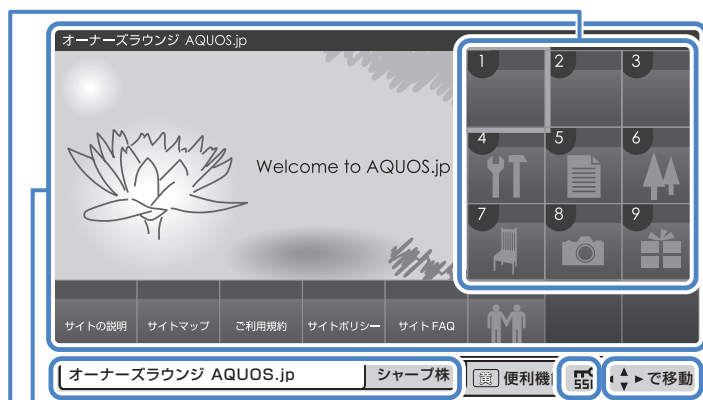 オーナーズラウンジ AQUOS.jp
1 2 3
Welcome to AQUOS.jp
4 5 6
7 8 9
サイトの説明 サイトマップ ご利用規約 サイトポリシー サイト FAQ
オーナーズラウンジ AQUOS.jp シャープ株 黄 便利機能 SSL で移動